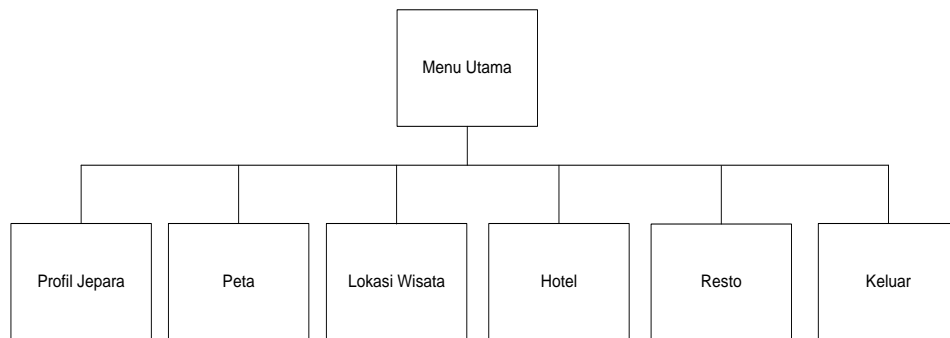 Menu Utama
Profil Jepara
Peta
Lokasi Wisata
Hotel
Resto
Keluar